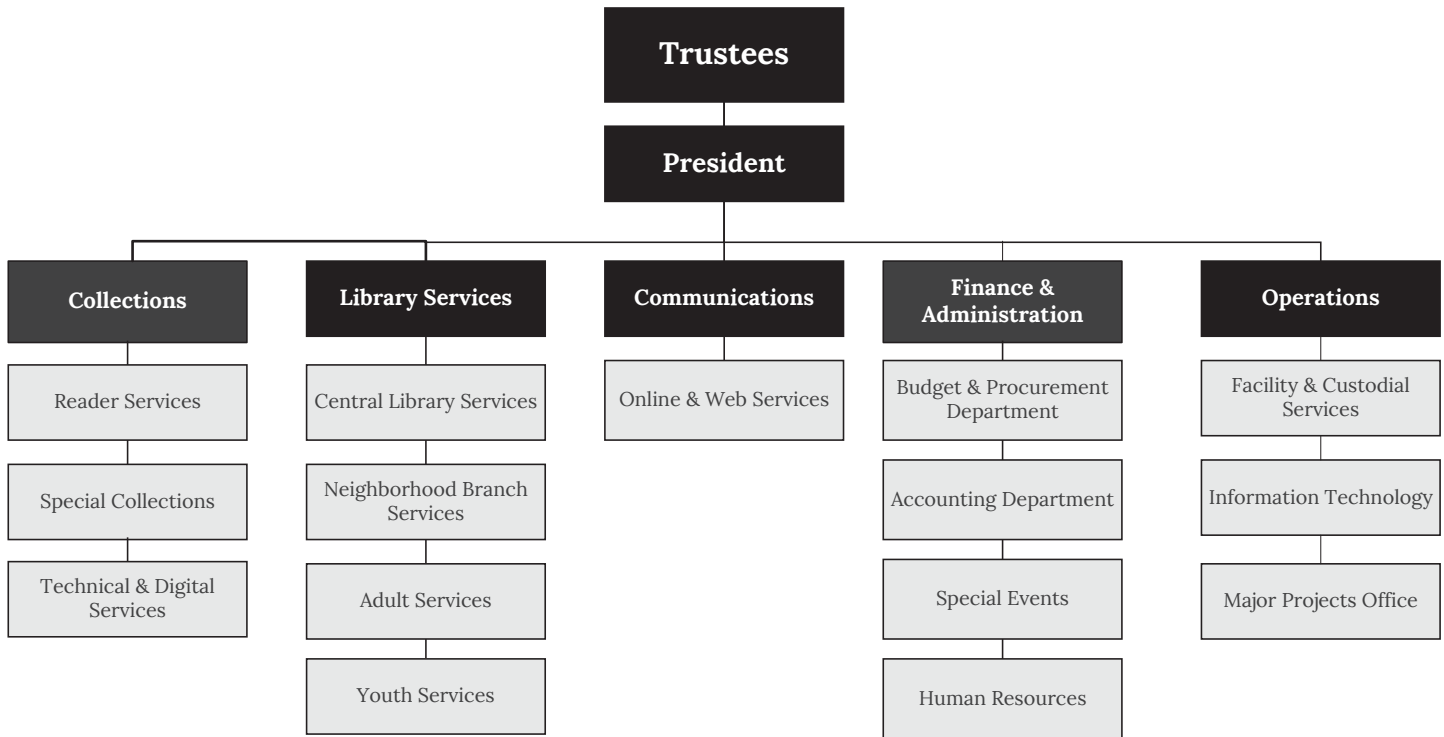 Trustees
President
Collections
Library Services
Communications
Finance &
Administration
Operations
Reader Services
Special Collections
Technical & Digital
Services
Central Library Services
Neighborhood Branch
Services
Adult Services
Youth Services
Online & Web Services
Budget & Procurement
Department
Accounting Department
Special Events
Human Resources
Facility & Custodial
Services
Information Technology
Major Projects Office